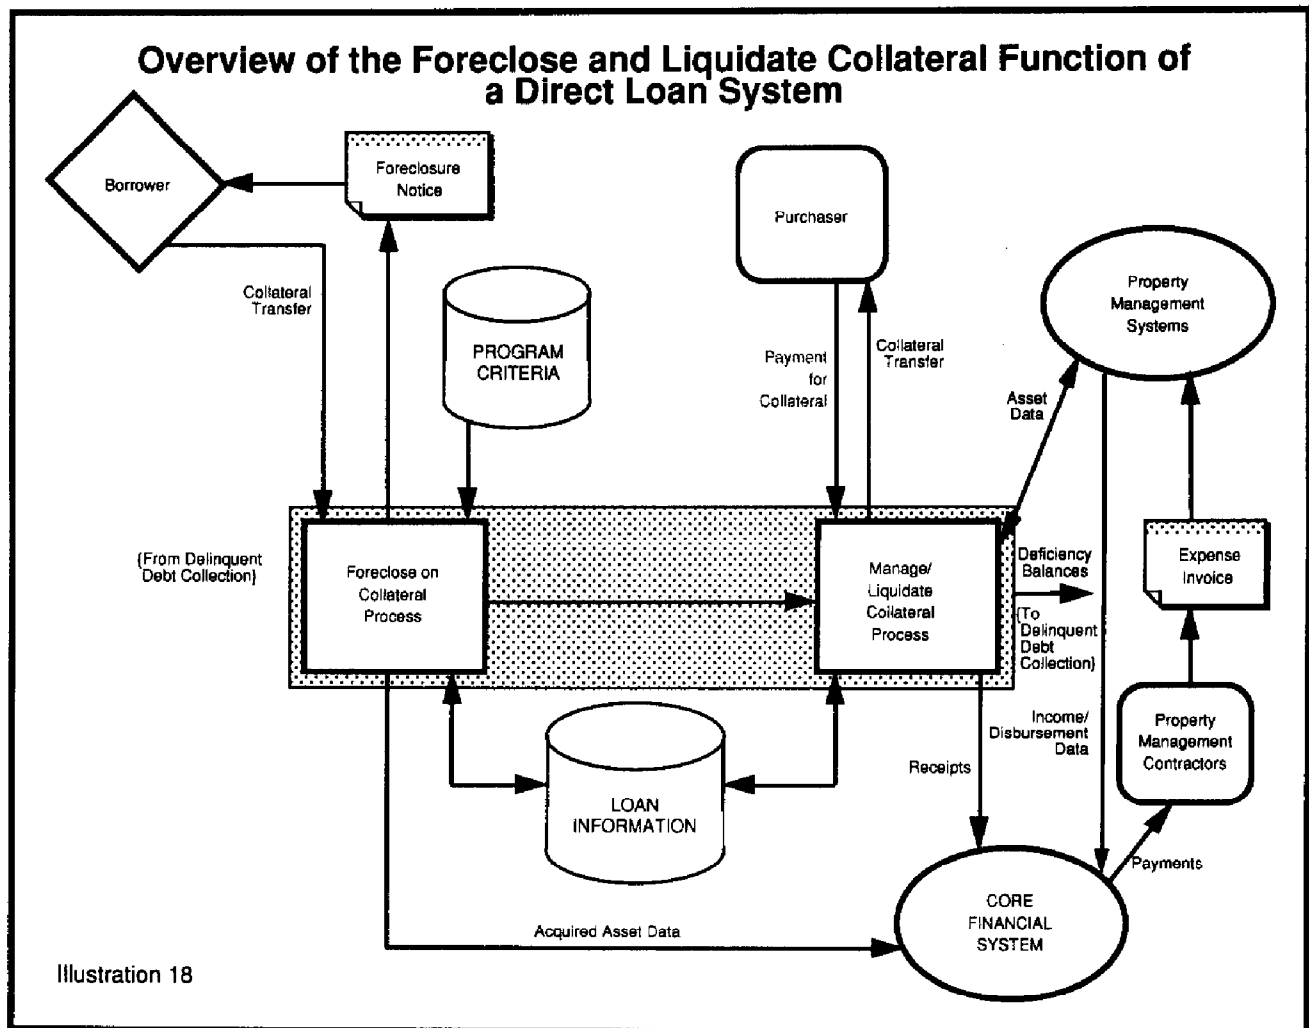 Overview of the Foreclose and Liquidate Collateral Function of
a Direct Loan System
Borrower
Foreclosure
Notice
Purchaser
Property
Management
Systems
Collateral
Transfer
PROGRAM
CRITERIA
Payment
for
Collateral
Collateral
Transfer
Asset
Data
{From Delinquent
Debt Collection}
Foreclose on
Collateral
Process
Manage/
Liquidate
Collateral
Process
Deficiency
Balances
{To
Delinquent
Debt
Collection}
Expense
Invoice
Income/
Disbursement
Data
Property
Management
Contractors
Receipts
LOAN
INFORMATION
Payments
CORE
FINANCIAL
SYSTEM
Acquired Asset Data
Illustration 18